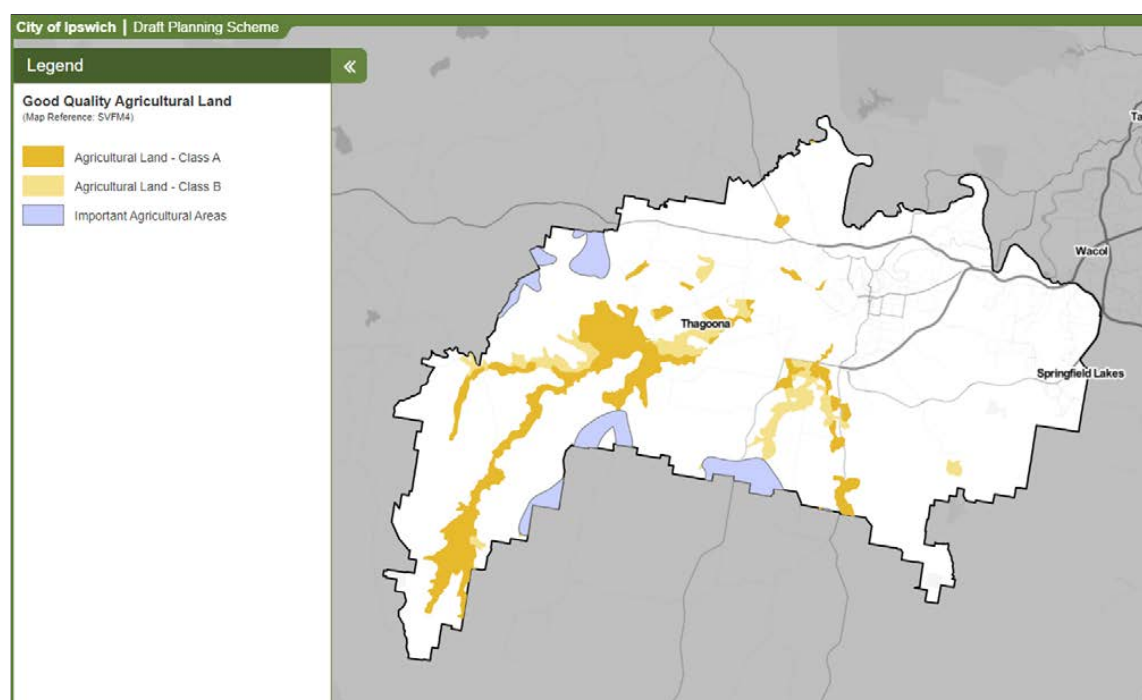 City of Ipswich | Draft Planning Scheme
Legend
Good Quality Agricultural Land
(Map Reference: SVFM4)
Agricultural Land - Class A
Agricultural Land - Class B
Important Agricultural Areas
Ta
Wacol
Thagoona
Springfield Lakes